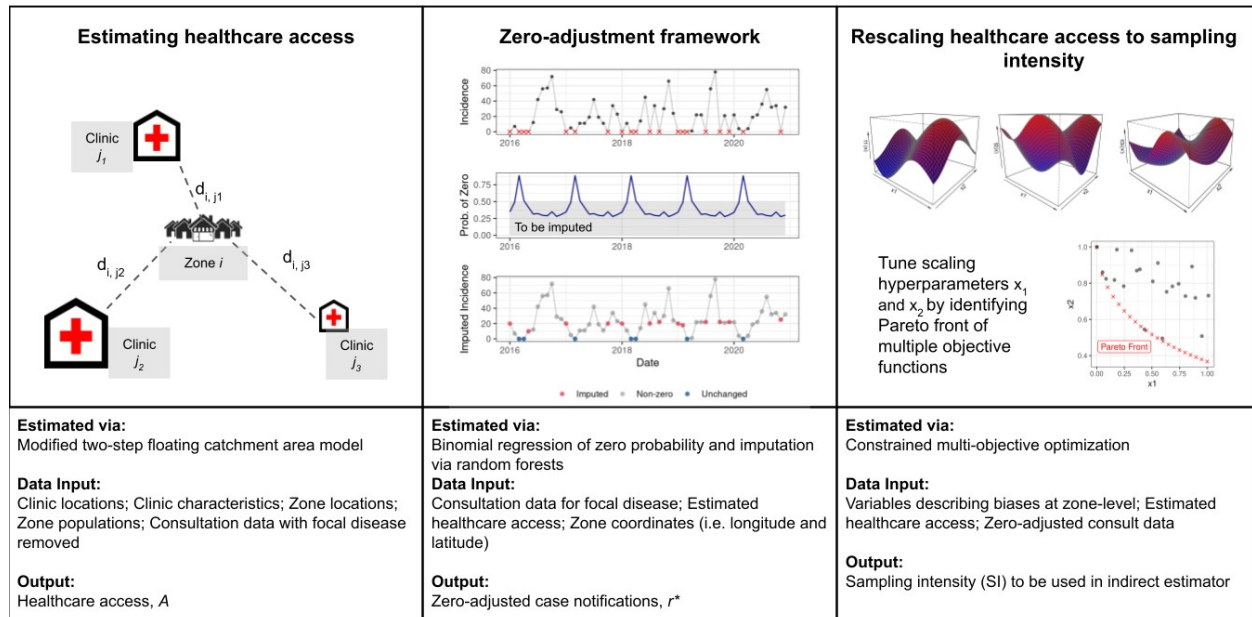 Estimating healthcare access
Clinic
j1
di, j1
Zone i
di, j2
di, j3
Clinic
j2
Clinic
j3
Estimated via:
Modified two-step floating catchment area model
Data Input:
Clinic locations; Clinic characteristics; Zone locations;
Zone populations; Consultation data with focal disease
removed
Output:
Healthcare access, A
Zero-adjustment framework
Incidence
80
60
40
20
0
2016
2018
2020
Prob. of Zero
0.75
0.50
0.25
0.00
To be imputed
2016
2018
2020
Imputed Incidence
80
60
40
20
0
2016
2018
2020
Date
Imputed
Non-zero
Unchanged
Estimated via:
Binomial regression of zero probability and imputation
via random forests
Data Input:
Consultation data for focal disease; Estimated
healthcare access; Zone coordinates (i.e. longitude and
latitude)
Output:
Zero-adjusted case notifications, r*
Rescaling healthcare access to sampling
intensity
x1
x2
x1
x2
x1
x2
Tune scaling
hyperparameters x1
and x2 by identifying
Pareto front of
multiple objective
functions
x2
1.0
0.8
0.6
0.4
Pareto Front
0.00
0.25
0.50
0.75
1.00
x1
Estimated via:
Constrained multi-objective optimization
Data Input:
Variables describing biases at zone-level; Estimated
healthcare access; Zero-adjusted consult data
Output:
Sampling intensity (SI) to be used in indirect estimator